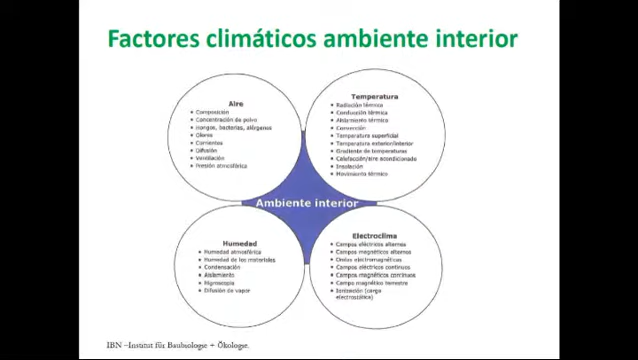 Factores climáticos ambiente interior
Aire
Composición
Concentración de polvo
Hongos, bacterias, alérgenos
Olores
Corrientes
Difusión
Ventilación
Presión atmosférica
Temperatura
Radiación térmica
Conducción térmica
Aislamiento térmico
Convección
Temperatura superficial
Temperatura exterior/interior
Gradiente de temperaturas
Calefacción/aire acondicionado
Insolación
Movimiento térmico
Ambiente interior
Humedad
Humedad atmosférica
Humedad de los materiales
Condensación
Aislamiento
Higroscopía
Difusión de vapor
Electroclima
Campos eléctricos alternos
Campos magnéticos alternos
Ondas electromagnéticas
Campos eléctricos continuos
Campos magnéticos continuos
Campo magnético terrestre
Ionización (carga
electrostática)
IBN –Institut für Baubiologie + Ökologie.